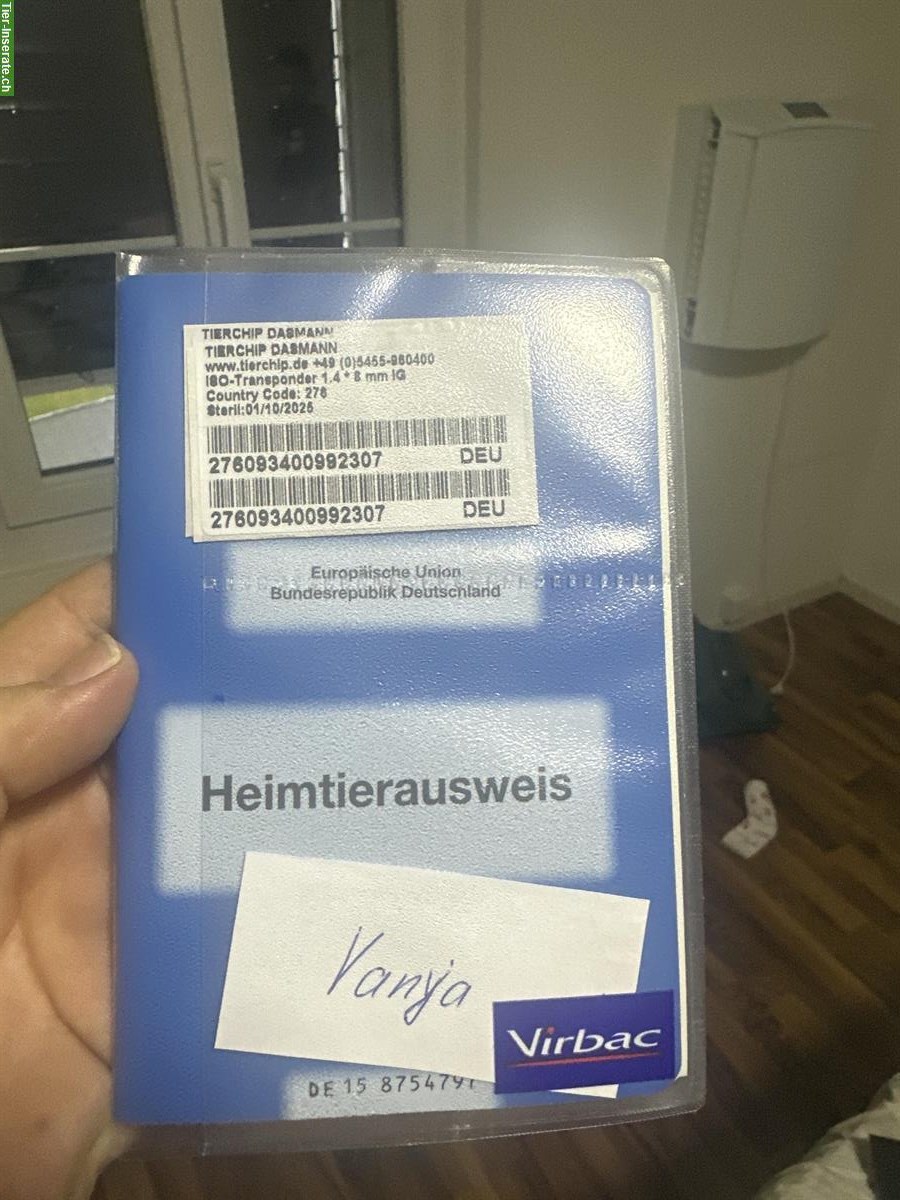 Tier-Inserate.ch
TIERCHIP DASMANN
TIERCHIP DASMANN
www.tierchip.de +49 (0)5455-960400
ISO-Transponder 1.4 * 8 mm IG
Country Code: 276
Steril:01/10/2025
276093400992307 DEU
276093400992307 DEU
Europäische Union
Bundesrepublik Deutschland
Heimtierausweis
Vanja
Virbac
DE 15 8754791